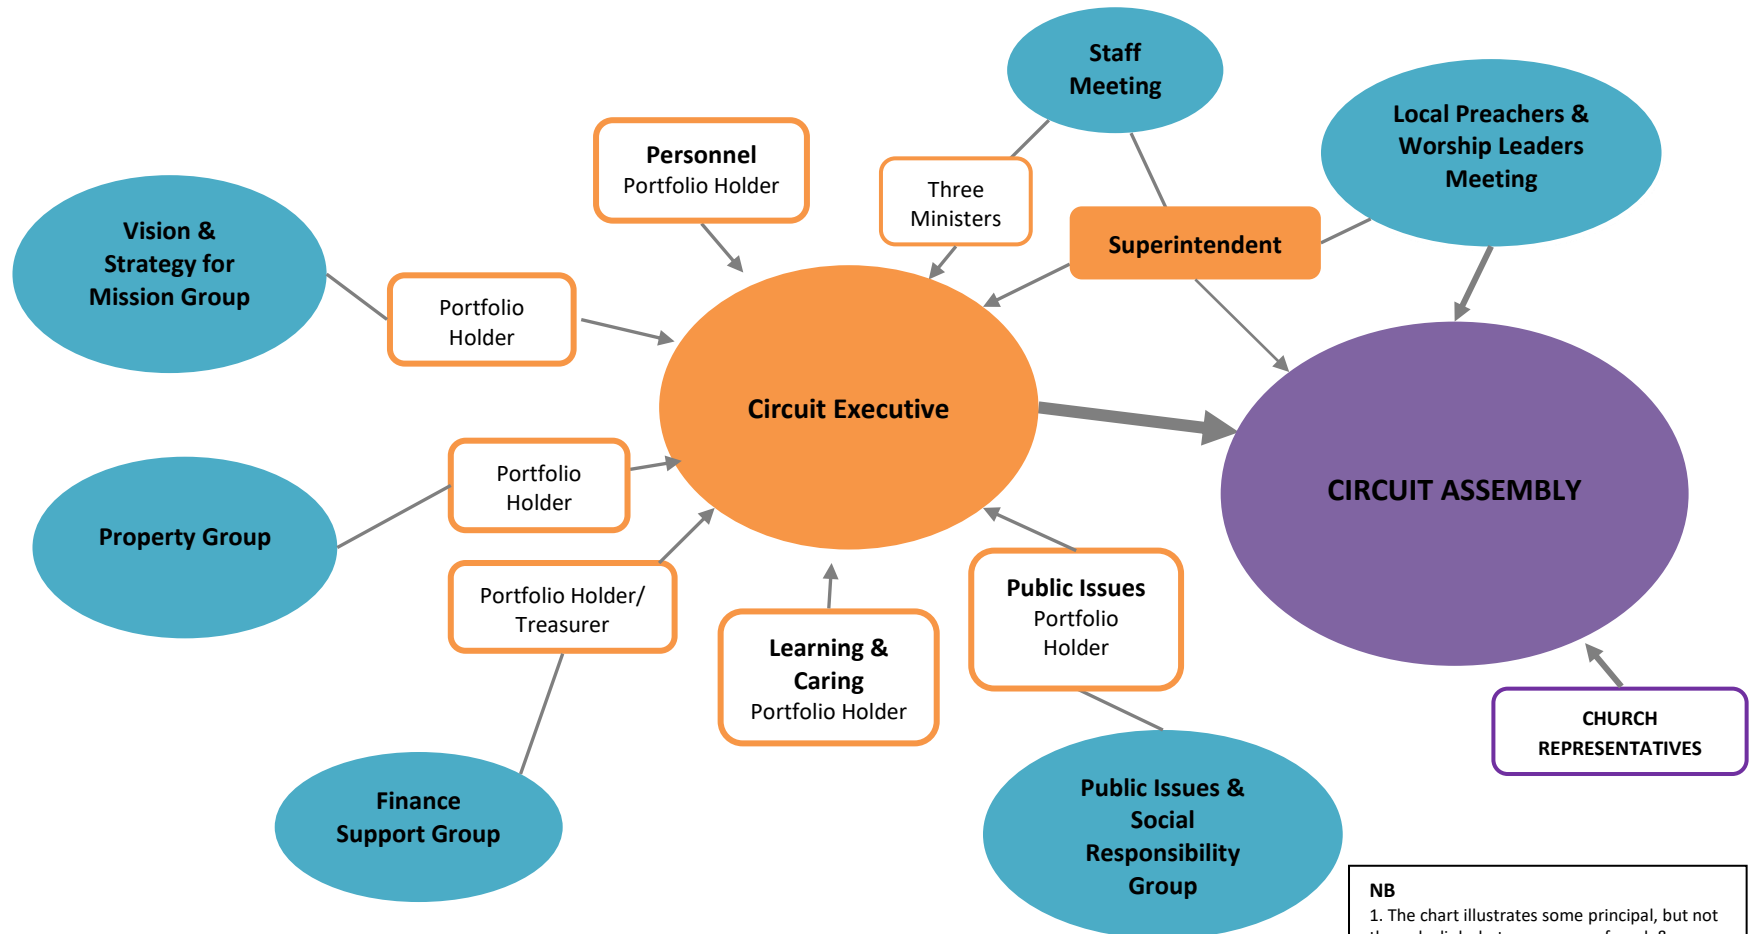 Staff
Meeting
Local Preachers &
Worship Leaders
Meeting
Personnel
Portfolio Holder
Three
Ministers
Superintendent
Vision &
Strategy for
Mission Group
Portfolio
Holder
Circuit Executive
CIRCUIT ASSEMBLY
Portfolio
Holder
Property Group
Portfolio Holder/
Treasurer
Learning &
Caring
Portfolio Holder
Public Issues
Portfolio
Holder
CHURCH
REPRESENTATIVES
Finance
Support Group
Public Issues &
Social
Responsibility
Group
NB
1. The chart illustrates some principal, but not